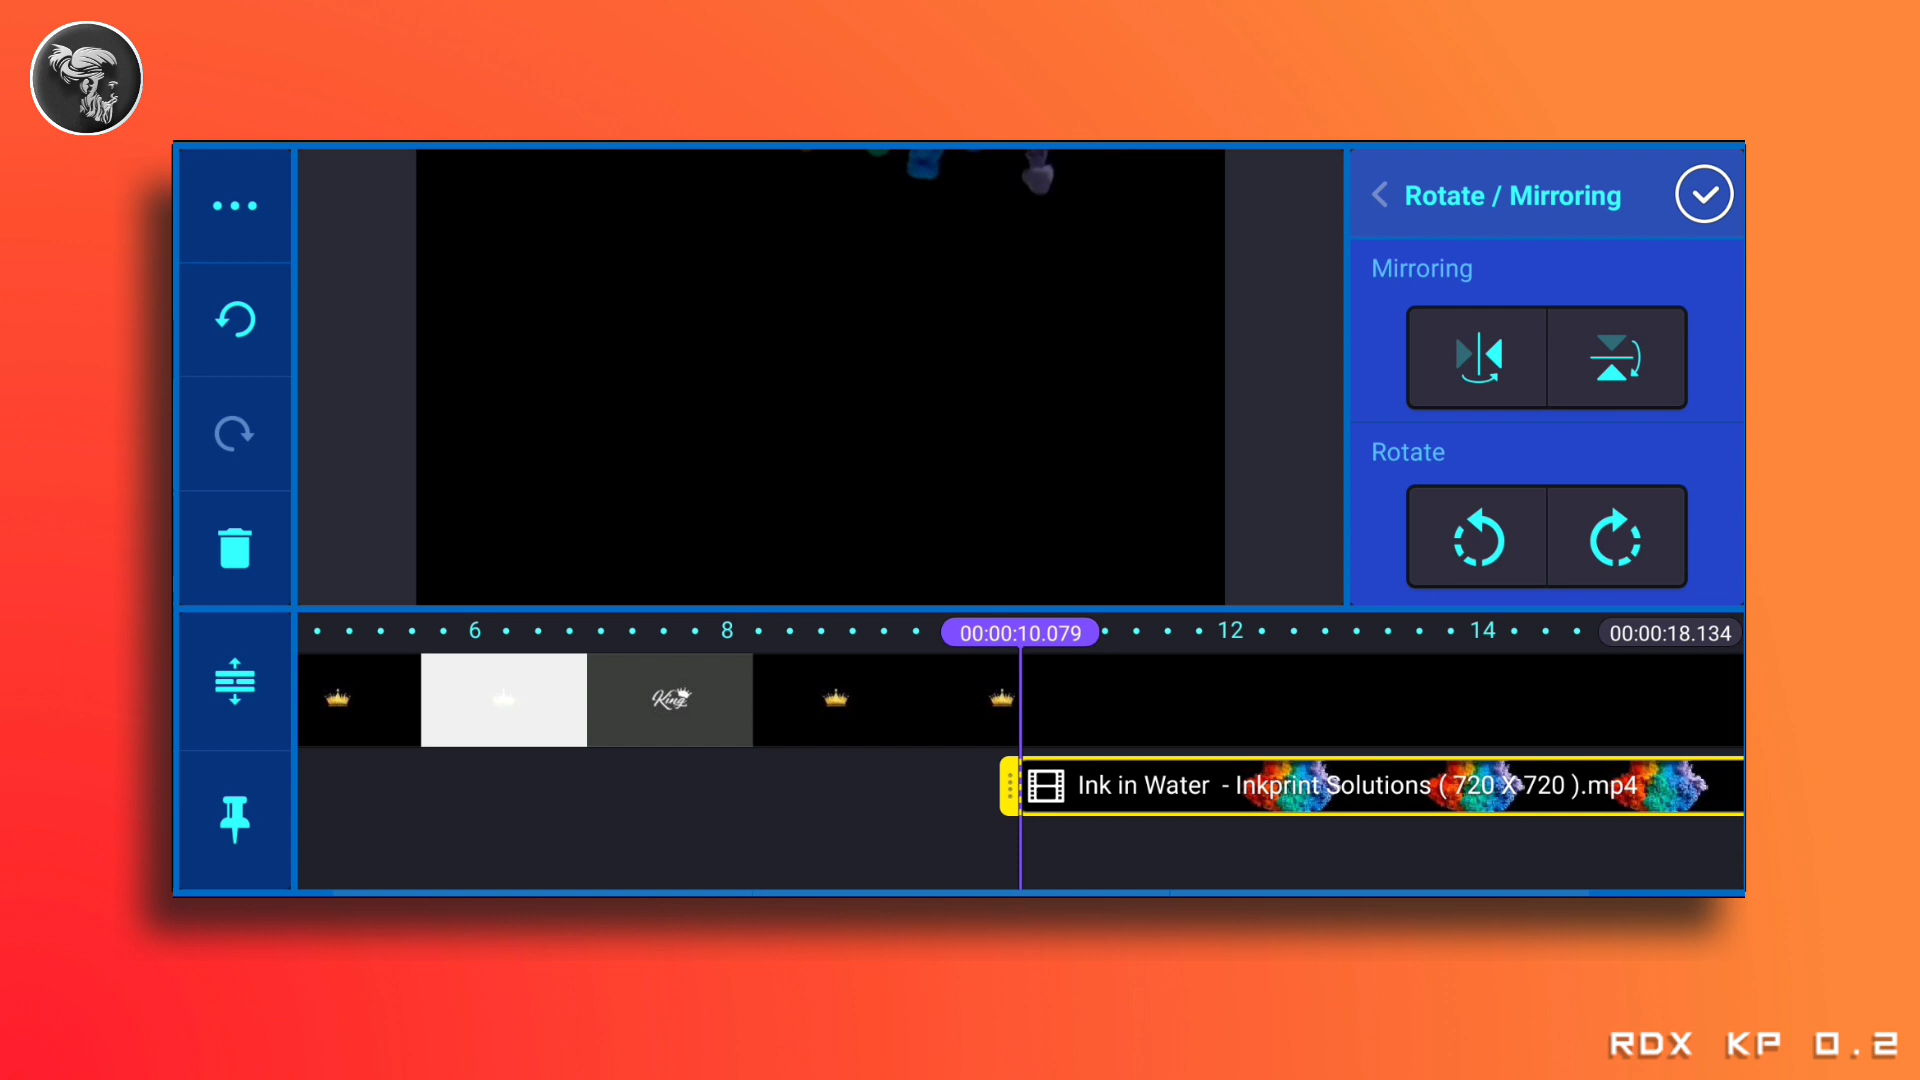 Rotate / Mirroring
Mirroring
Rotate
6
8
00:00:10.079
12
14
00:00:18.134
King
Ink in Water - Inkprint Solutions ( 720 X 720 ).mp4
RDX KP 0.2